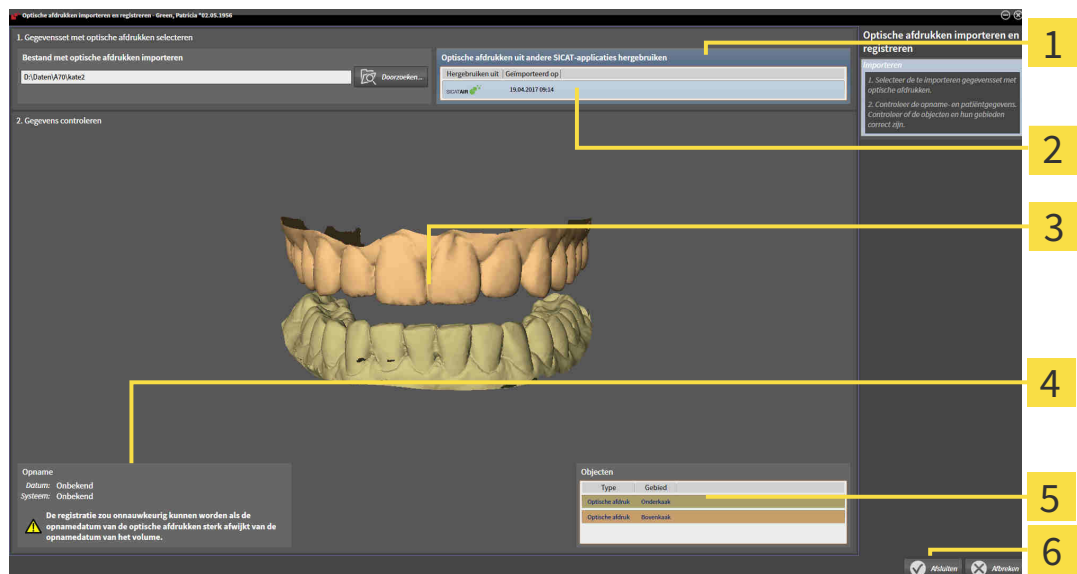 Optische afdrukken importeren en registreren - Green, Patricia *02.05.1956
1. Gegevensset met optische afdrukken selecteren
Bestand met optische afdrukken importeren
D:\Daten\A70\kate2
Doorzoeken...
Optische afdrukken uit andere SICAT-applicaties hergebruiken
Hergebruiken uit Geïmporteerd op
SICAT AIR 19.04.2017 09:14
Optische afdrukken importeren en
registreren
Importeren
1. Selecteer de te importeren gegevensset met
optische afdrukken.
2. Controleer de opname- en patiëntgegevens.
Controleer of de objecten en hun gebieden
correct zijn.
2. Gegevens controleren
1
2
3
4
5
6
Opname
Datum: Onbekend
Systeem: Onbekend
De registratie zou onnauwkeurig kunnen worden als de
opnamedatum van de optische afdrukken sterk afwijkt van de
opnamedatum van het volume.
Objecten
Type Gebied
Optische afdruk Onderkaak
Optische afdruk Bovenkaak
Afsluiten
Afbreken